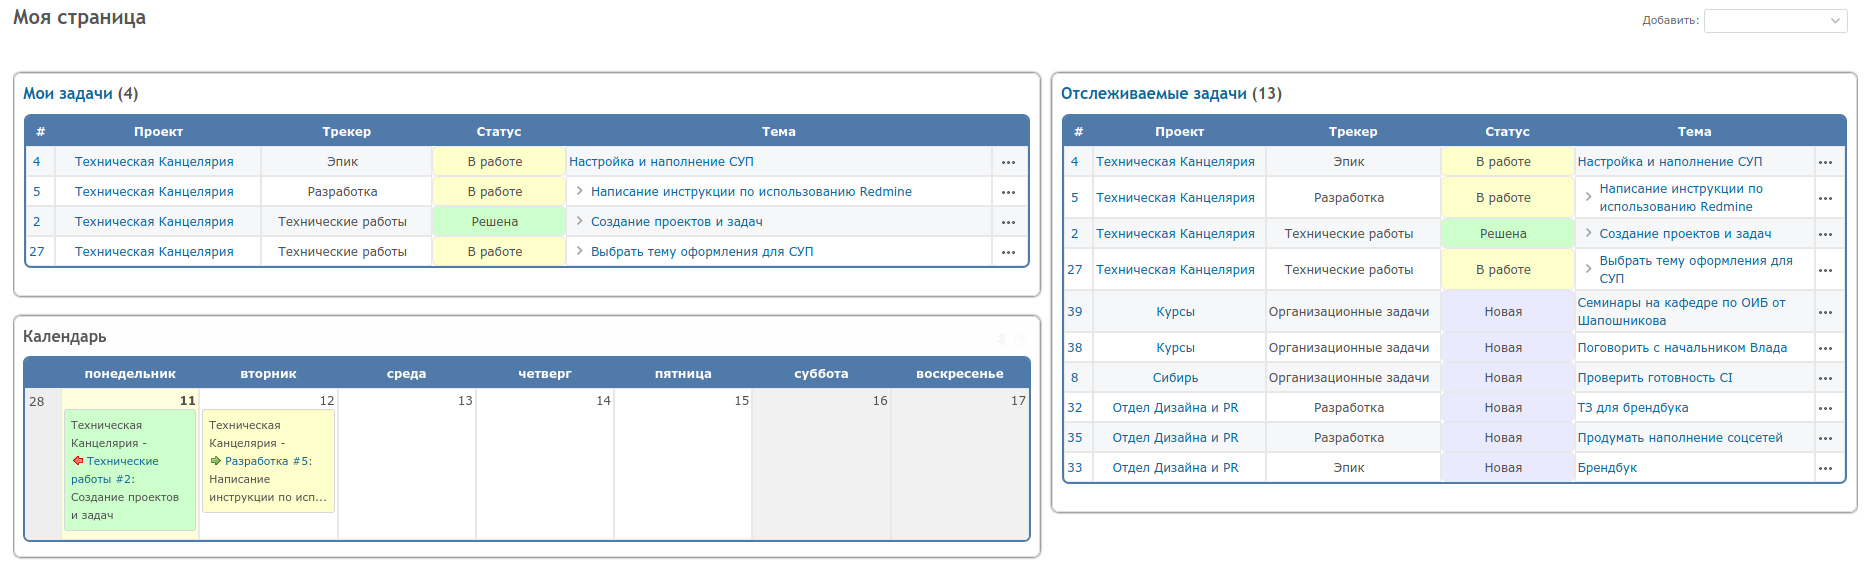 Моя страница
Добавить:
Мои задачи (4)
# Проект Трекер Статус Тема
4 Техническая Канцелярия Эпик В работе Настройка и наполнение СУП ...
5 Техническая Канцелярия Разработка В работе > Написание инструкции по использованию Redmine ...
2 Техническая Канцелярия Технические работы Решена > Создание проектов и задач ...
27 Техническая Канцелярия Технические работы В работе > Выбрать тему оформления для СУП ...
Календарь
понедельник вторник среда четверг пятница суббота воскресенье
28 11 12 13 14 15 16 17
Техническая
Канцелярия -
Технические
работы #2:
Создание проектов
и задач
Техническая
Канцелярия -
Разработка #5:
Написание
инструкции по исп...
Отслеживаемые задачи (13)
# Проект Трекер Статус Тема
4 Техническая Канцелярия Эпик В работе Настройка и наполнение СУП ...
5 Техническая Канцелярия Разработка В работе > Написание инструкции по
использованию Redmine ...
2 Техническая Канцелярия Технические работы Решена > Создание проектов и задач ...
27 Техническая Канцелярия Технические работы В работе > Выбрать тему оформления для
СУП ...
39 Курсы Организационные задачи Новая Семинары на кафедре по ОИБ от
Шапошникова ...
38 Курсы Организационные задачи Новая Поговорить с начальником Влада ...
8 Сибирь Организационные задачи Новая Проверить готовность CI ...
32 Отдел Дизайна и PR Разработка Новая ТЗ для брендбука ...
35 Отдел Дизайна и PR Разработка Новая Продумать наполнение соцсетей ...
33 Отдел Дизайна и PR Эпик Новая Брендбук ...